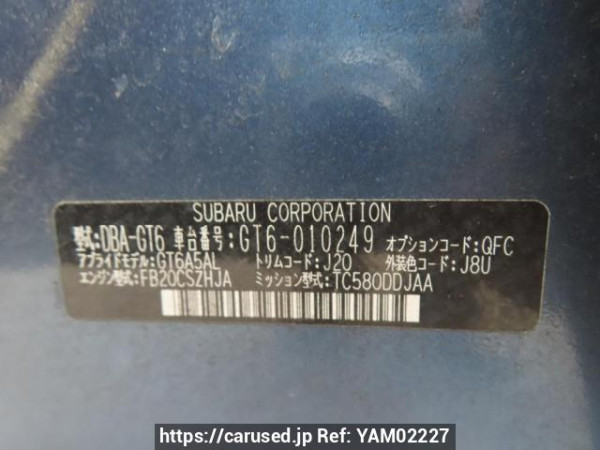 SUBARU CORPORATION
型式:DBA-GT6 車台番号:GT6-010249 オプションコード:QFC
アプライドモデル:GT6A5AL トリムコード:J20 外装色コード:J8U
エンジン型式:FB20CSZHJA ミッション型式:TC580DDJAA
https://carused.jp Ref: YAM02227